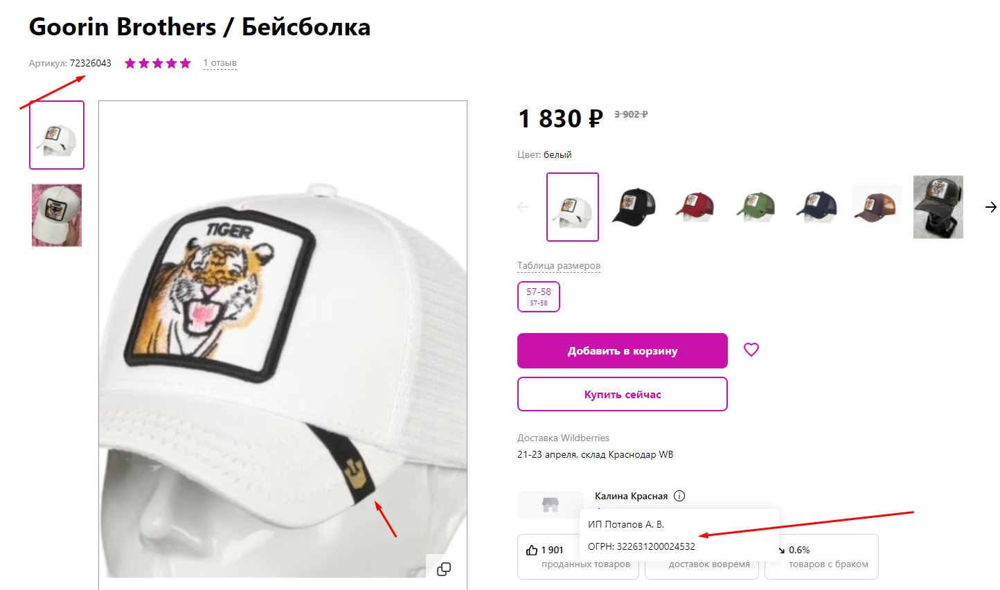 Goorin Brothers / Бейсболка
Артикул: 72326043
1 отзыв
TIGER
1 830 ₽ 3 902 ₽
Цвет: белый
Таблица размеров
57-58
57-58
Добавить в корзину
Купить сейчас
Доставка Wildberries
21-23 апреля, склад Краснодар WB
Калина Красная
ИП Потапов А. В.
ОГРН: 322631200024532
1 901
проданных товаров
доставок вовремя
0.6%
товаров с браком